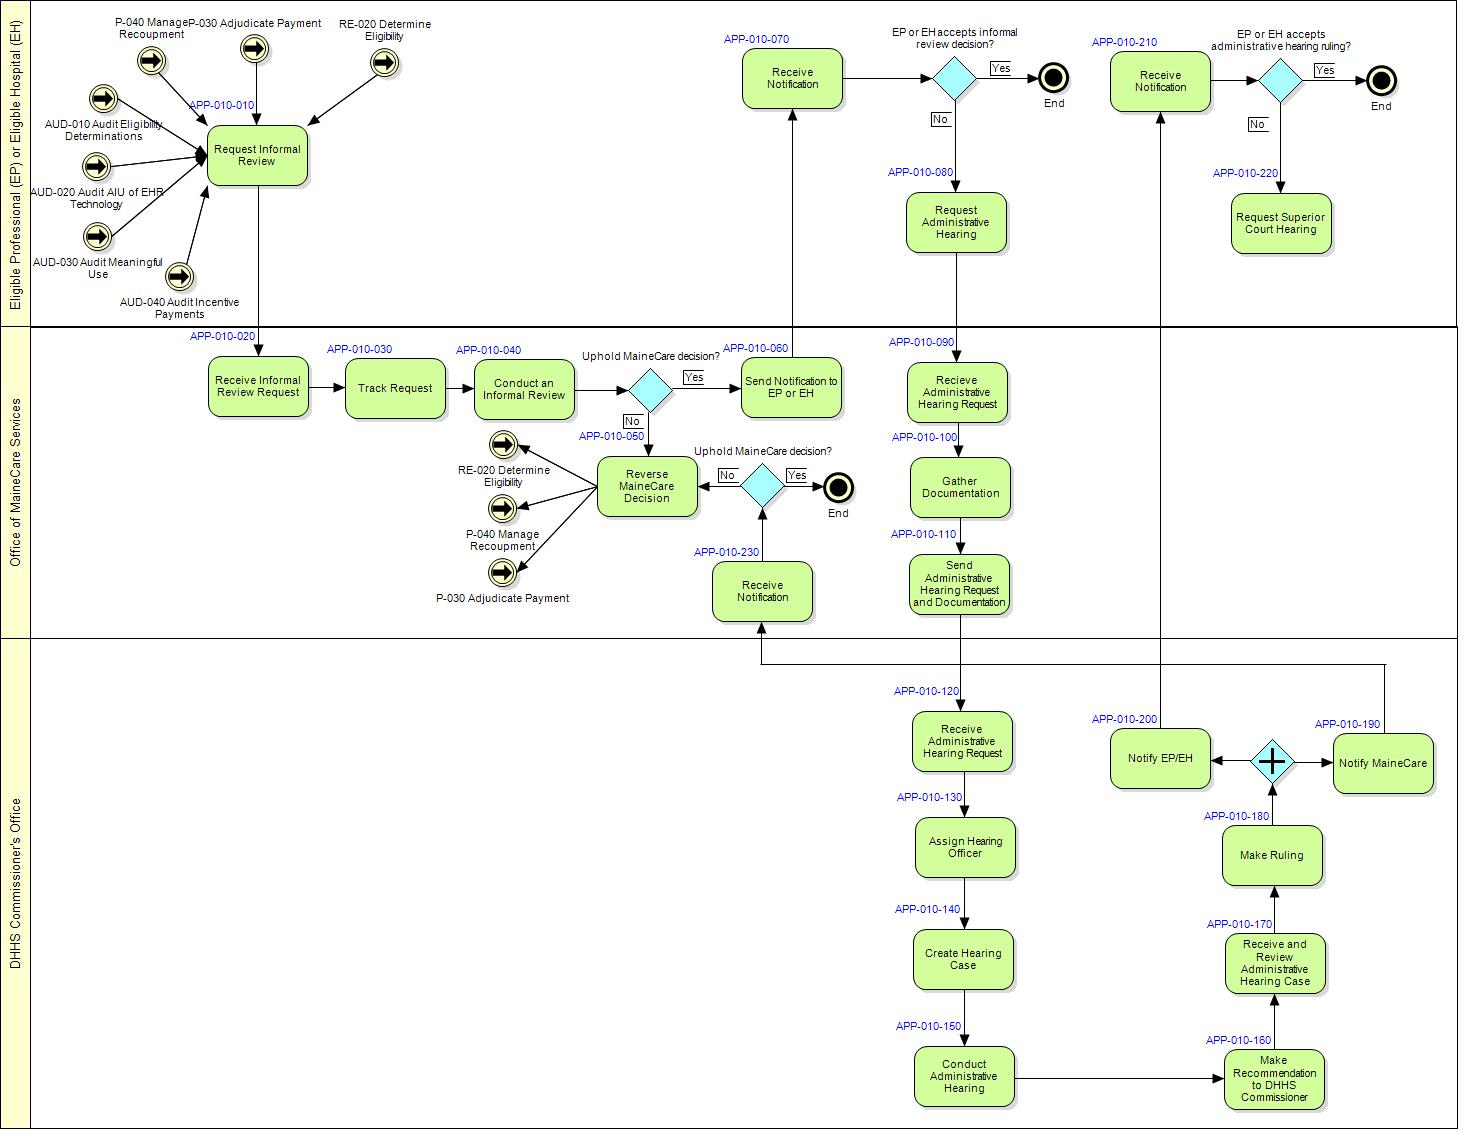 Eligible Professional (EP) or Eligible Hospital (EH)
P-040 Manage
Recoupment
P-030 Adjudicate Payment
RE-020 Determine
Eligibility
APP-010-010
AUD-010 Audit Eligibility
Determinations
Request Informal
Review
AUD-020 Audit AIU of EHR
Technology
AUD-030 Audit Meaningful
Use
AUD-040 Audit Incentive
Payments
APP-010-070
Receive
Notification
EP or EH accepts informal
review decision?
Yes
End
No
APP-010-080
Request
Administrative
Hearing
APP-010-210
Receive
Notification
EP or EH accepts
administrative hearing ruling?
Yes
End
No
APP-010-220
Request Superior
Court Hearing
Office of MaineCare Services
APP-010-020
Receive Informal
Review Request
APP-010-030
Track Request
APP-010-040
Conduct an
Informal Review
Uphold MaineCare decision?
Yes
No
APP-010-060
Send Notification to
EP or EH
APP-010-050
Reverse
MaineCare
Decision
RE-020 Determine
Eligibility
P-040 Manage
Recoupment
P-030 Adjudicate Payment
Uphold MaineCare decision?
No
Yes
End
APP-010-230
Receive
Notification
APP-010-090
Recieve
Administrative
Hearing Request
APP-010-100
Gather
Documentation
APP-010-110
Send
Administrative
Hearing Request
and Documentation
DHHS Commissioner's Office
APP-010-120
Receive
Administrative
Hearing Request
APP-010-130
Assign Hearing
Officer
APP-010-140
Create Hearing
Case
APP-010-150
Conduct
Administrative
Hearing
APP-010-160
Make
Recommendation
to DHHS
Commissioner
APP-010-170
Receive and
Review
Administrative
Hearing Case
APP-010-180
Make Ruling
APP-010-200
Notify EP/EH
APP-010-190
Notify MaineCare